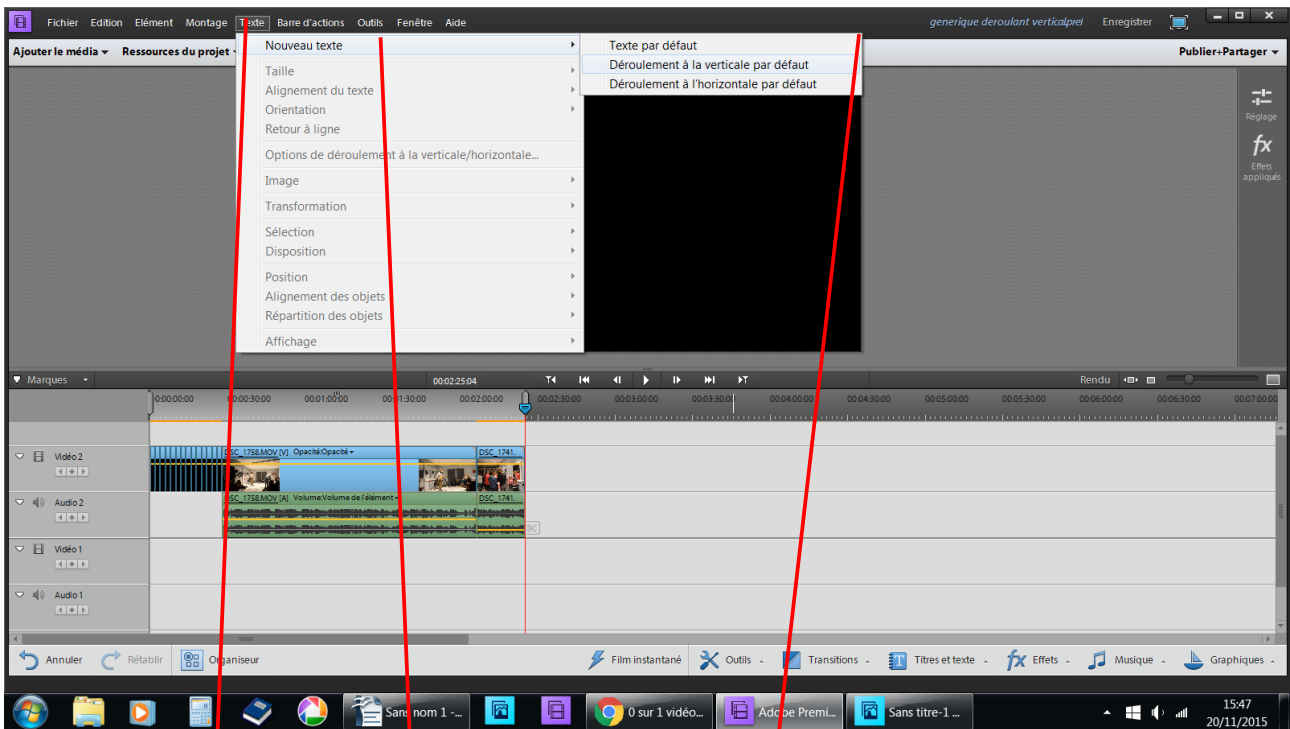 Fichier Edition Elément Montage Texte Barre d'actions Outils Fenêtre Aide generique deroulant verticalprel Enregistrer
Ajouter le média Ressources du projet Publier+Partager
Nouveau texte
Taille
Alignement du texte
Orientation
Retour à ligne
Options de déroulement à la verticale/horizontale...
Image
Transformation
Sélection
Disposition
Position
Alignement des objets
Répartition des objets
Affichage
Texte par défaut
Déroulement à la verticale par défaut
Déroulement à l'horizontale par défaut
Réglage
fx
Effets
appliqués
Marques 00:02:25:04 Rendu
0:00:00:00 00:00:30:00 00:01:00:00 00:01:30:00 00:02:00:00 00:02:30:00 00:03:00:00 00:03:30:00 00:04:00:00 00:04:30:00 00:05:00:00 00:05:30:00 00:06:00:00 00:06:30:00 00:07:00:00
Vidéo 2 DSC_1758.MOV [V] Opacité:Opacité DSC_1741.
Audio 2 DSC_1758.MOV [A] Volume:Volume de l'élément DSC_1741.
Vidéo 1
Audio 1
Annuler Rétablir Organiseur Film instantané Outils Transitions Titres et texte fx Effets Musique Graphiques
Sans nom 1 -... 0 sur 1 vidéo... Adobe Premi... Sans titre-1 ... 15:47
20/11/2015